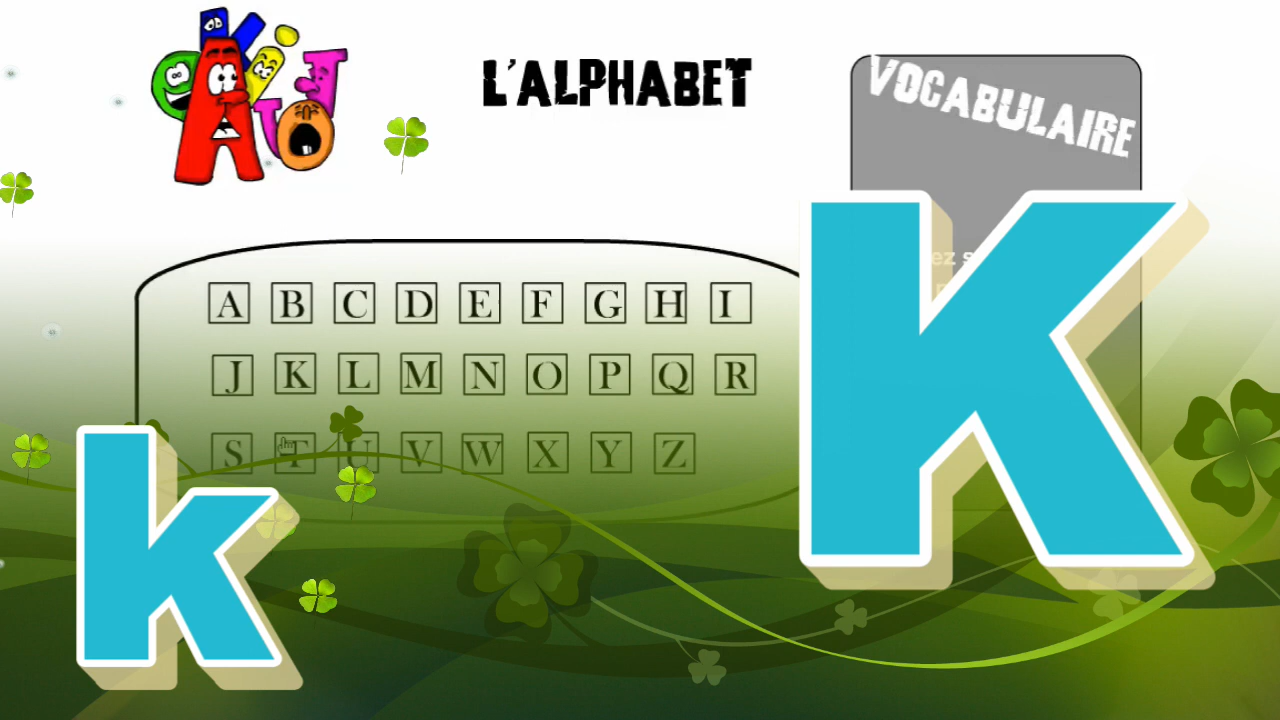 L'ALPHABET
VOCABULAIRE
A B C D E F G H I
J K L M N O P Q R
S T U V W X Y Z
k
K